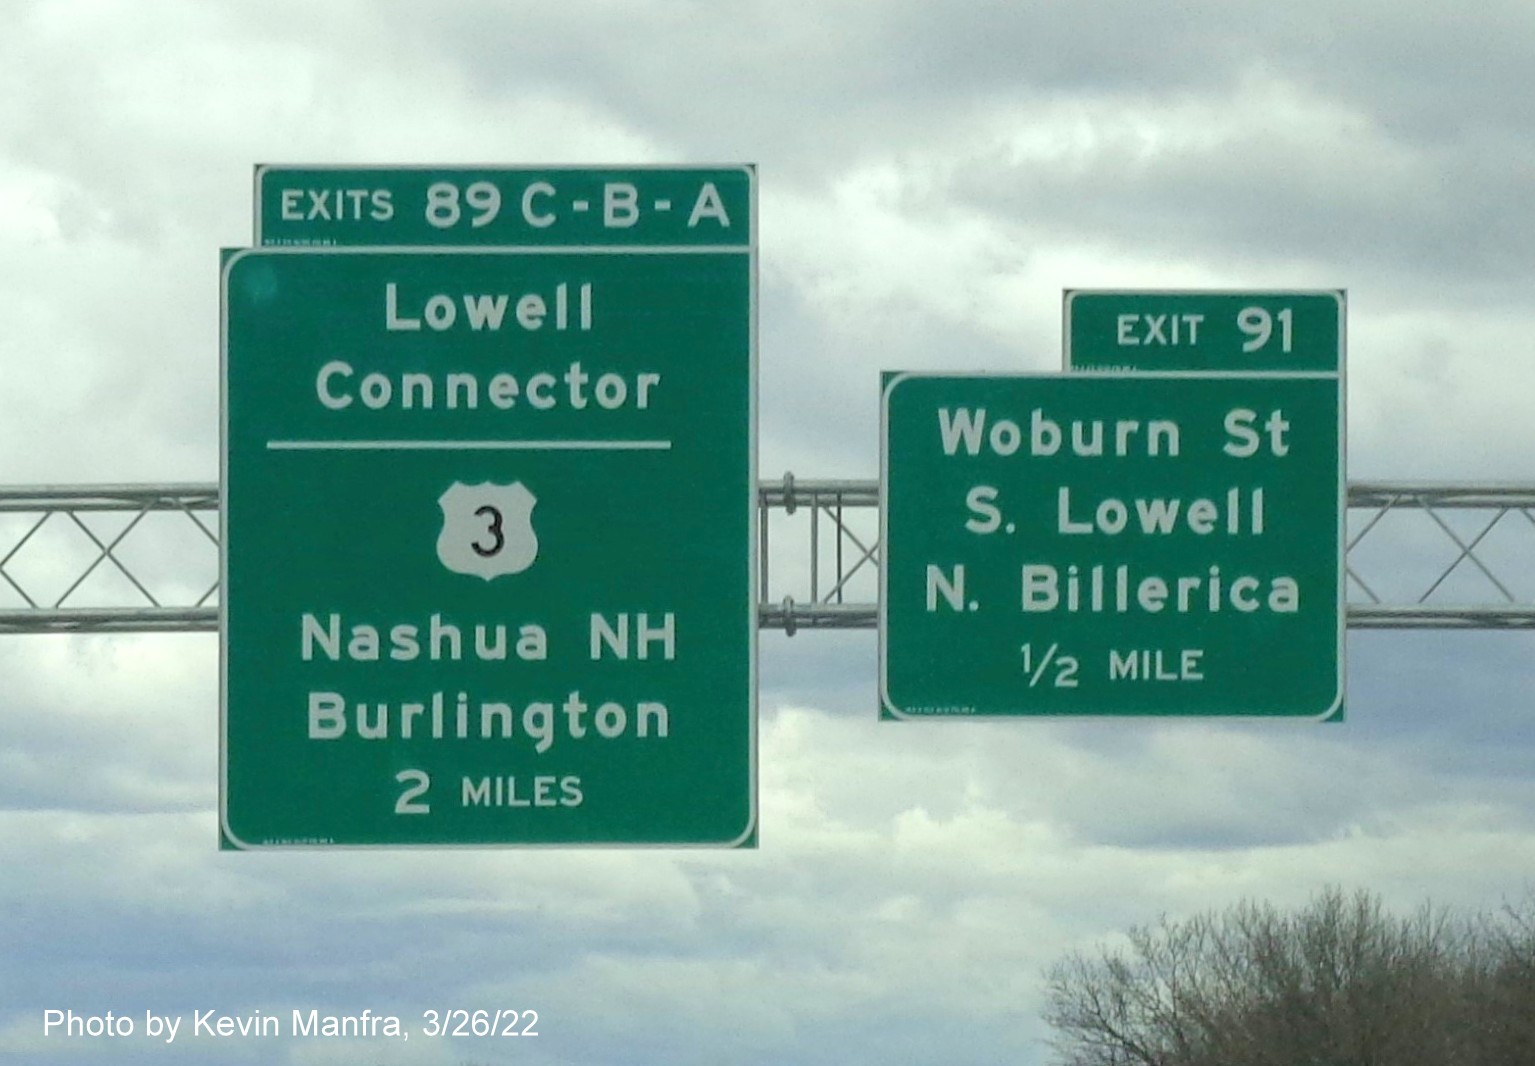 EXITS 89 C - B - A
Lowell
Connector
3
Nashua NH
Burlington
2 MILES
EXIT 91
Woburn St
S. Lowell
N. Billerica
1/2 MILE
Photo by Kevin Manfra, 3/26/22